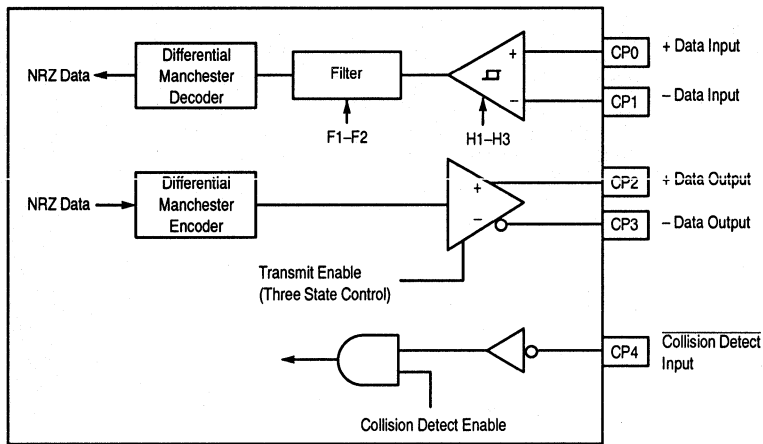 NRZ Data
Differential
Manchester
Decoder
Filter
F1–F2
+
−
H1–H3
CP0
+ Data Input
CP1
– Data Input
NRZ Data
Differential
Manchester
Encoder
+
−
CP2
+ Data Output
CP3
– Data Output
Transmit Enable
(Three State Control)
CP4
Collision Detect
Input
Collision Detect Enable